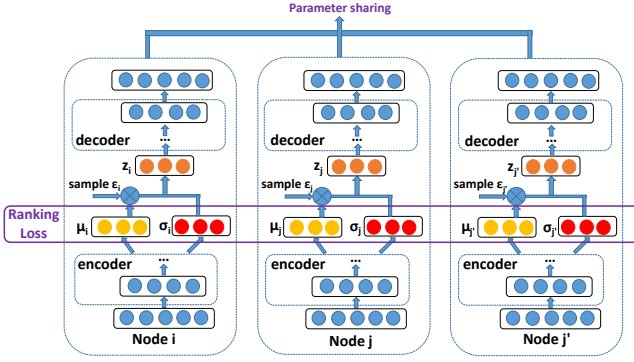 Parameter sharing
decoder
decoder
decoder
...
...
...
z_i
z_j
z_j'
sample ε_i
sample ε_j
sample ε_j'
Ranking
Loss
μ_i
σ_i
μ_j
σ_j
μ_j'
σ_j'
...
...
...
encoder
encoder
encoder
Node i
Node j
Node j'